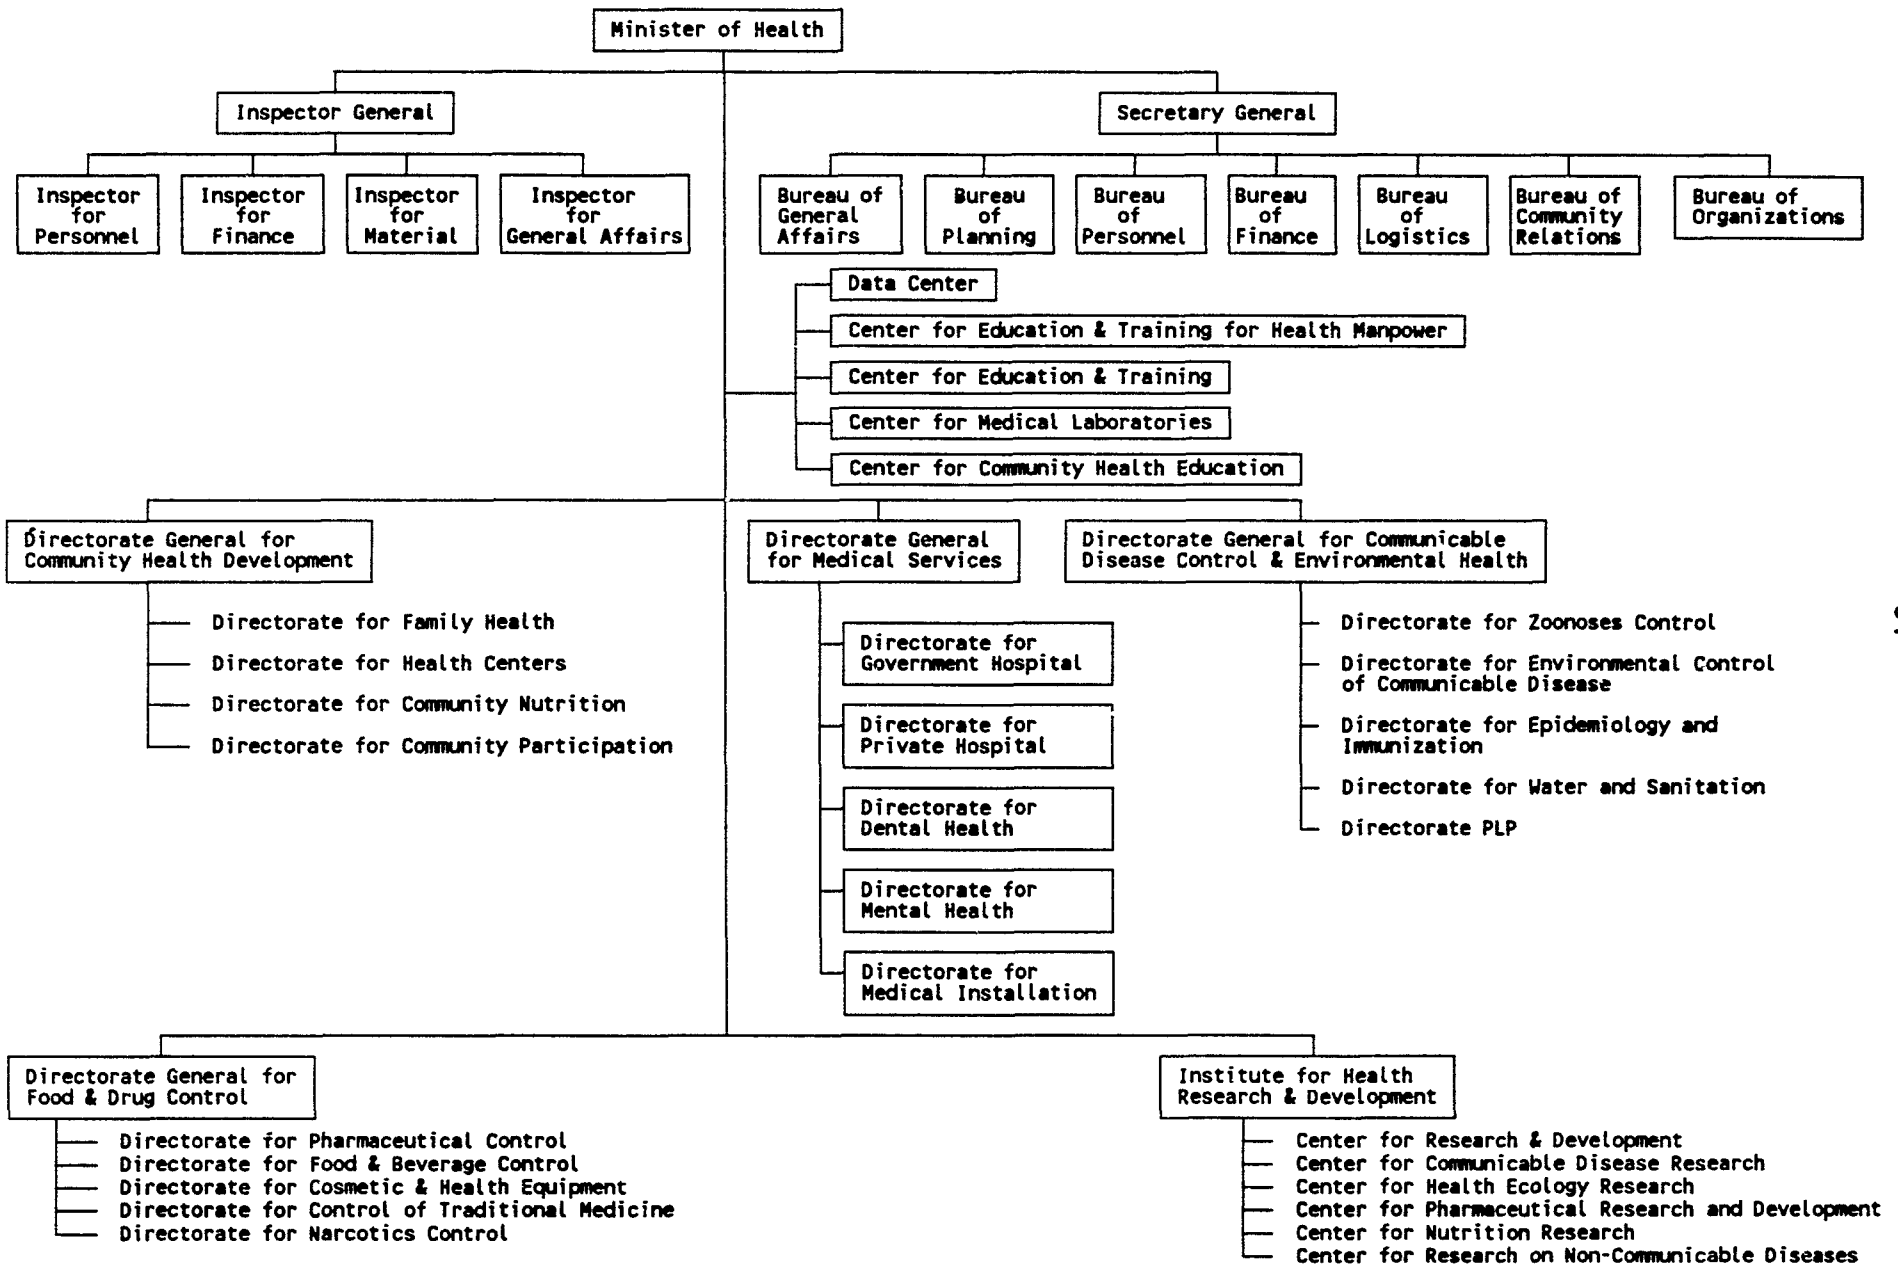 Minister of Health
Inspector General
Secretary General
Inspector
for
Personnel
Inspector
for
Finance
Inspector
for
Material
Inspector
for
General Affairs
Bureau of
General
Affairs
Bureau
of
Planning
Bureau
of
Personnel
Bureau
of
Finance
Bureau
of
Logistics
Bureau of
Community
Relations
Bureau of
Organizations
Data Center
Center for Education & Training for Health Manpower
Center for Education & Training
Center for Medical Laboratories
Center for Community Health Education
Directorate General for
Community Health Development
Directorate for Family Health
Directorate for Health Centers
Directorate for Community Nutrition
Directorate for Community Participation
Directorate General
for Medical Services
Directorate for
Government Hospital
Directorate for
Private Hospital
Directorate for
Dental Health
Directorate for
Mental Health
Directorate for
Medical Installation
Directorate General for Communicable
Disease Control & Environmental Health
Directorate for Zoonoses Control
Directorate for Environmental Control
of Communicable Disease
Directorate for Epidemiology and
Immunization
Directorate for Water and Sanitation
Directorate PLP
Directorate General for
Food & Drug Control
Directorate for Pharmaceutical Control
Directorate for Food & Beverage Control
Directorate for Cosmetic & Health Equipment
Directorate for Control of Traditional Medicine
Directorate for Narcotics Control
Institute for Health
Research & Development
Center for Research & Development
Center for Communicable Disease Research
Center for Health Ecology Research
Center for Pharmaceutical Research and Development
Center for Nutrition Research
Center for Research on Non-Communicable Diseases